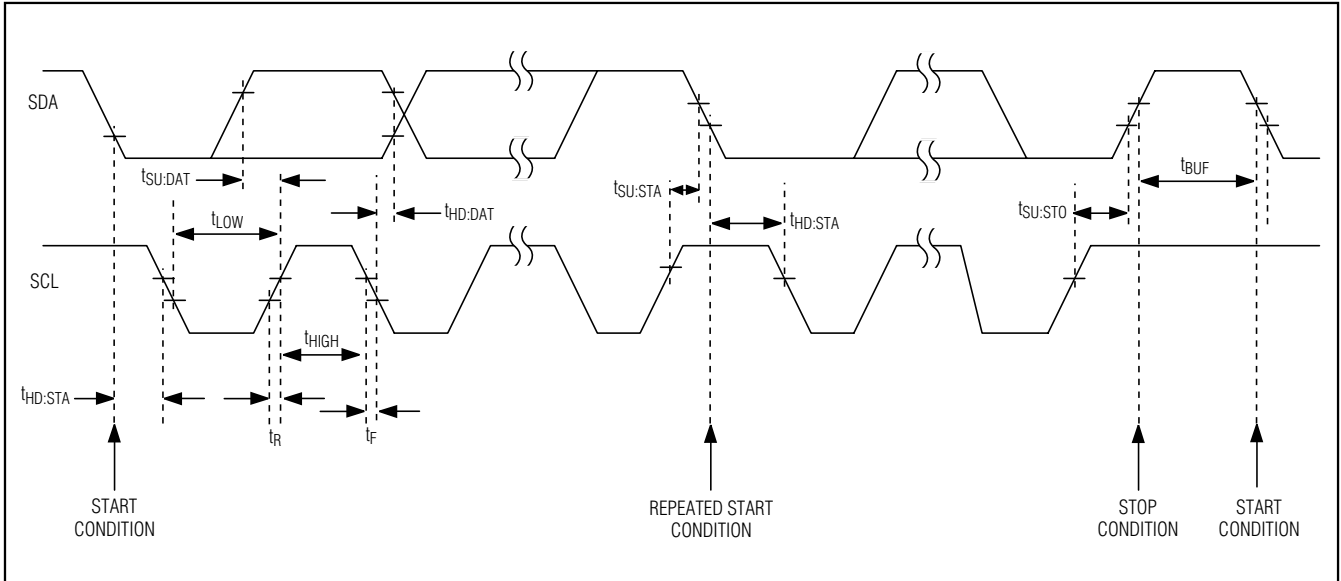 SDA
tSU:DAT
tLOW
tHD:DAT
tSU:STA
tHD:STA
tSU:STO
tBUF
SCL
tHIGH
tHD:STA
tR
tF
START
CONDITION
REPEATED START
CONDITION
STOP
CONDITION
START
CONDITION